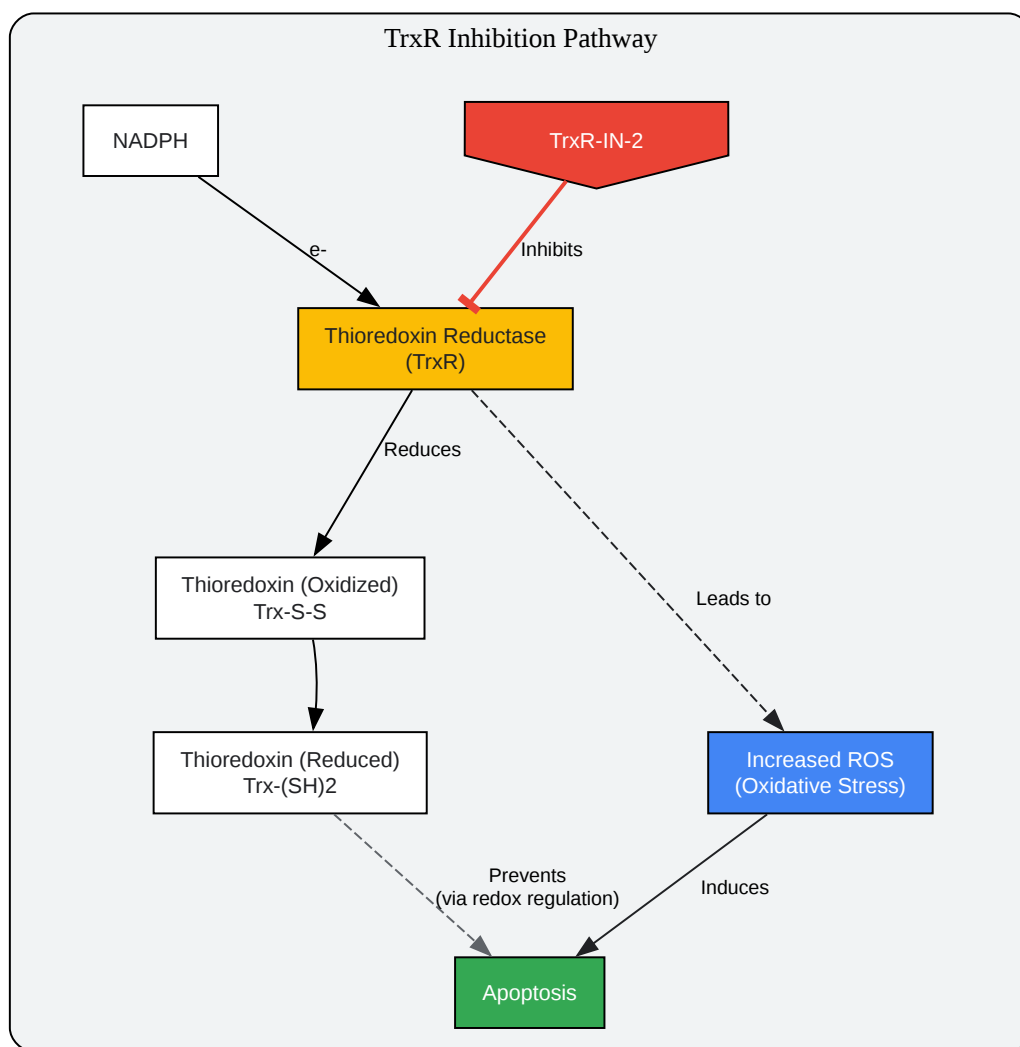 TrxR Inhibition Pathway
NADPH
TrxR-IN-2
e-
Inhibits
Thioredoxin Reductase
(TrxR)
Reduces
Thioredoxin (Oxidized)
Trx-S-S
Leads to
Thioredoxin (Reduced)
Trx-(SH)2
Increased ROS
(Oxidative Stress)
Prevents
(via redox regulation)
Induces
Apoptosis